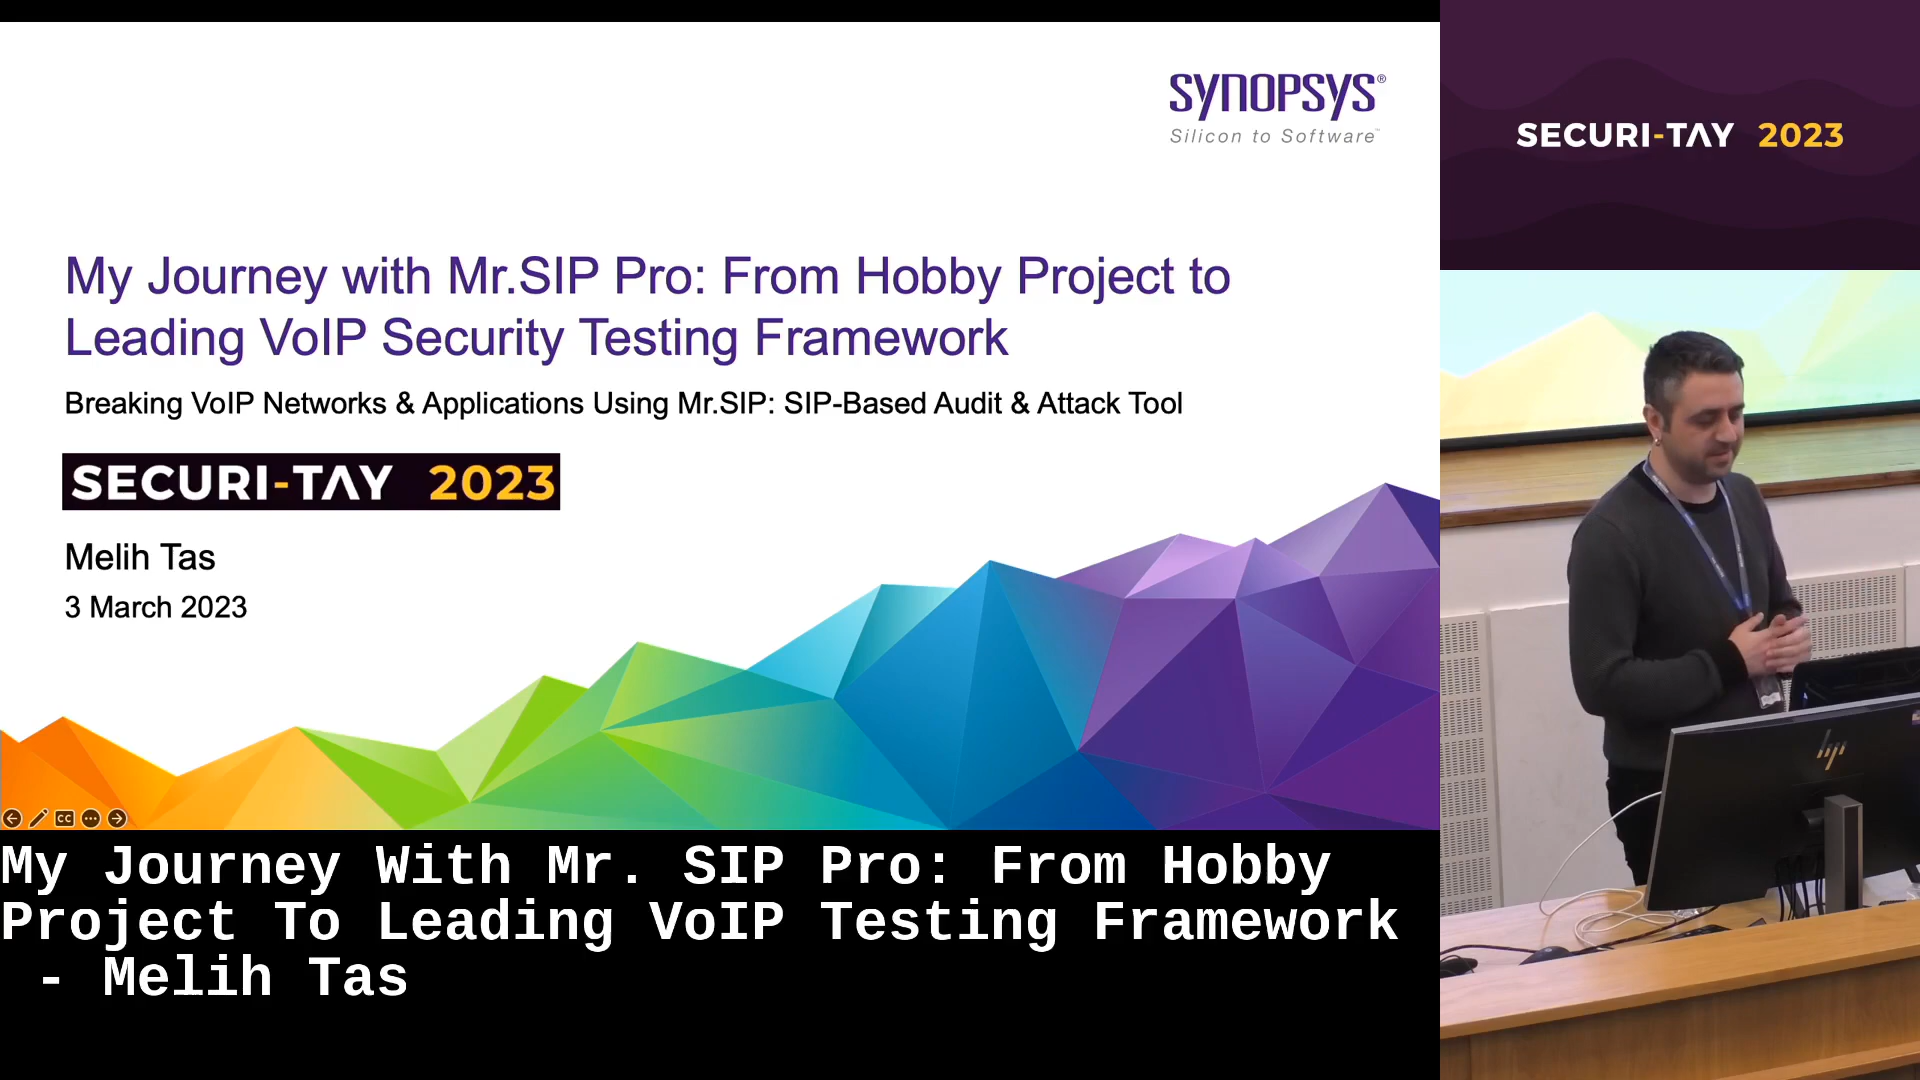 SYNOPSYS®
Silicon to Software™
My Journey with Mr.SIP Pro: From Hobby Project to
Leading VoIP Security Testing Framework
Breaking VoIP Networks & Applications Using Mr.SIP: SIP-Based Audit & Attack Tool
SECURI-TAY 2023
Melih Tas
3 March 2023
CC
My Journey With Mr. SIP Pro: From Hobby
Project To Leading VoIP Testing Framework
- Melih Tas
SECURI-TAY 2023
hp